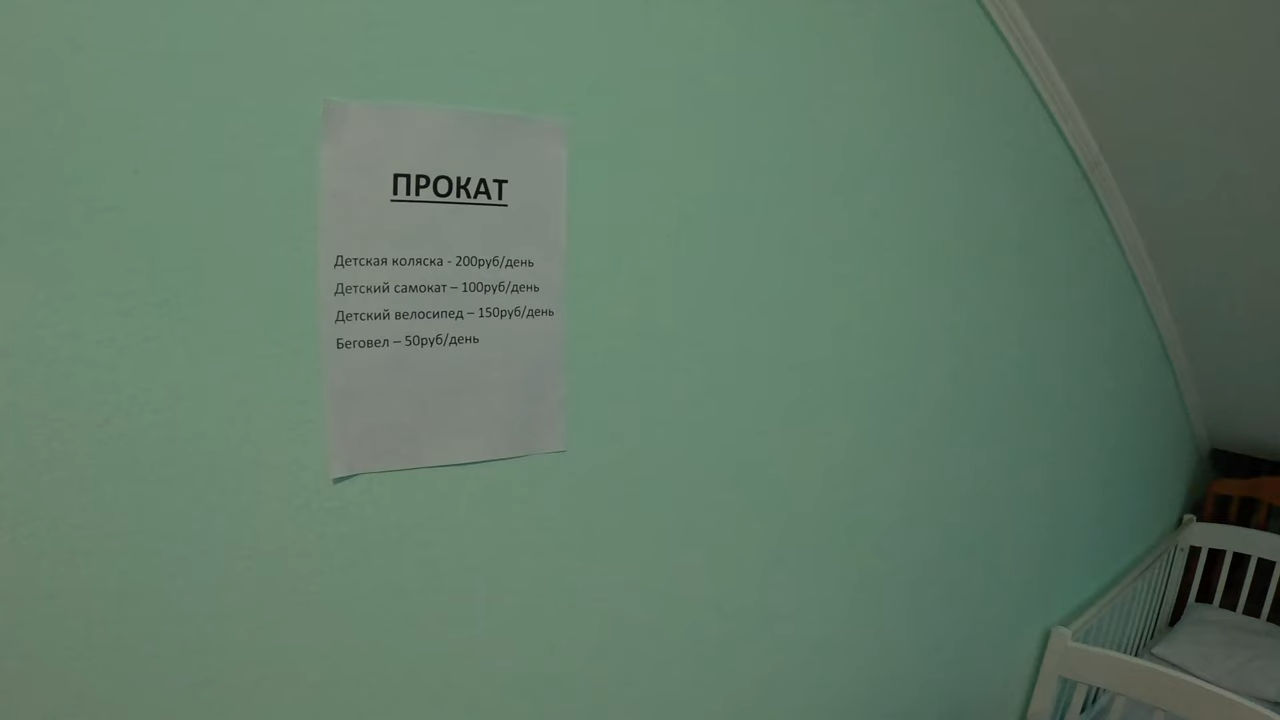 ПРОКАТ
Детская коляска - 200руб/день
Детский самокат – 100руб/день
Детский велосипед – 150руб/день
Беговел – 50руб/день